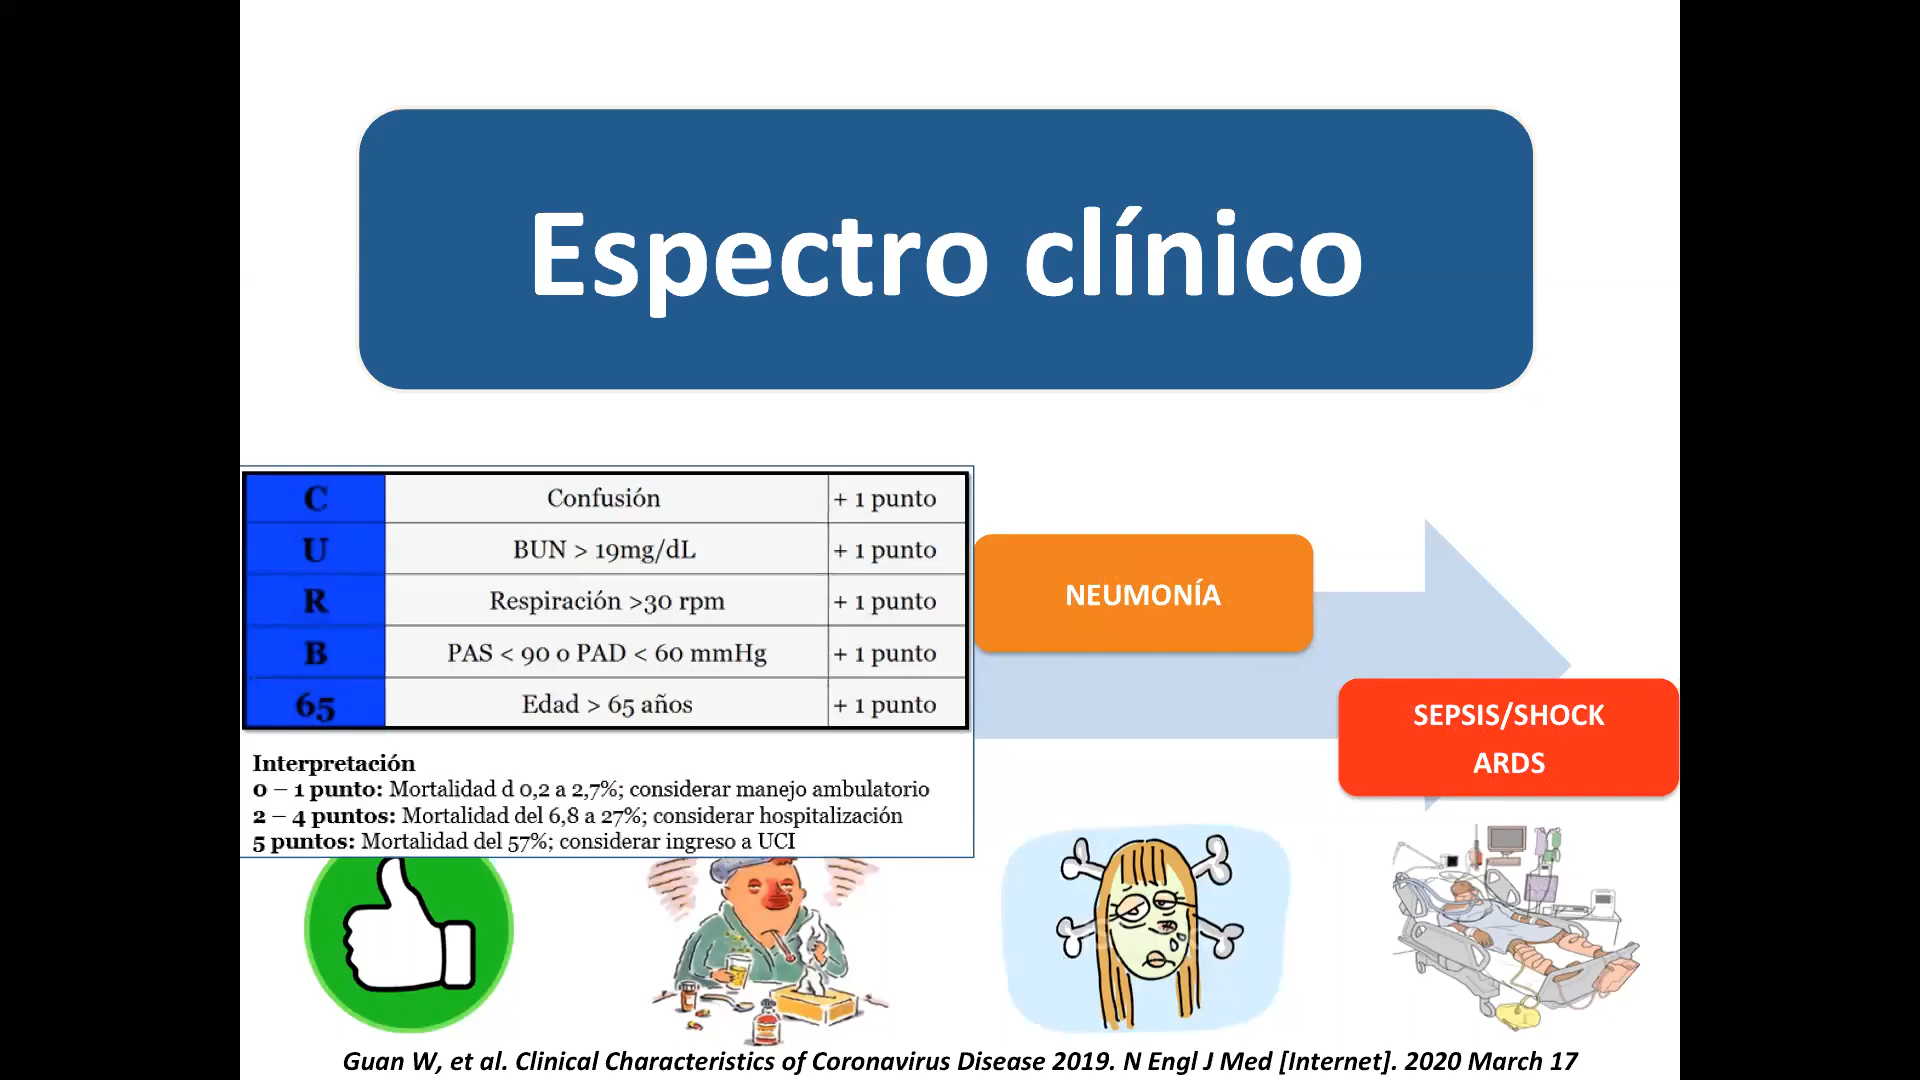 Espectro clínico
C Confusión + 1 punto
U BUN > 19mg/dL + 1 punto
R Respiración >30 rpm + 1 punto
B PAS < 90 o PAD < 60 mmHg + 1 punto
65 Edad > 65 años + 1 punto
Interpretación
0 – 1 punto: Mortalidad d 0,2 a 2,7%; considerar manejo ambulatorio
2 – 4 puntos: Mortalidad del 6,8 a 27%; considerar hospitalización
5 puntos: Mortalidad del 57%; considerar ingreso a UCI
NEUMONÍA
SEPSIS/SHOCK
ARDS
Guan W, et al. Clinical Characteristics of Coronavirus Disease 2019. N Engl J Med [Internet]. 2020 March 17